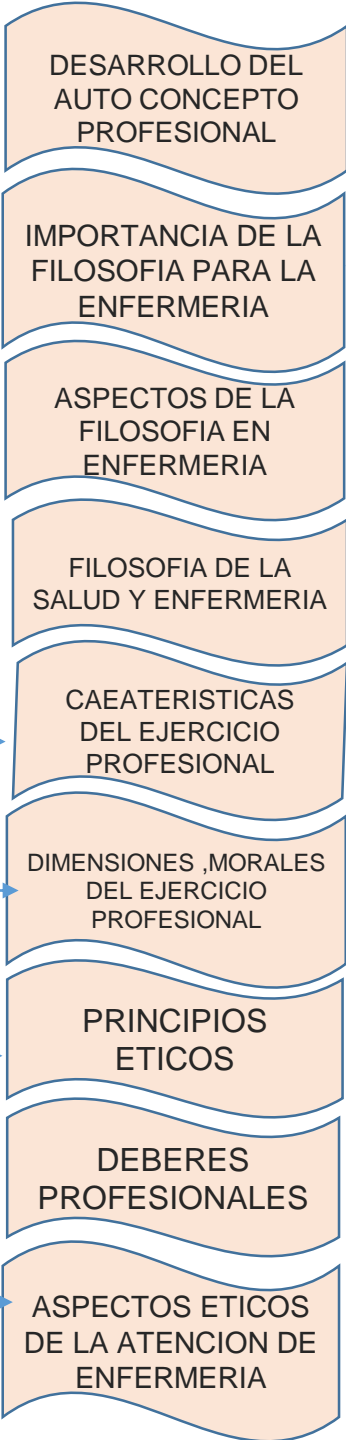 DESARROLLO DEL
AUTO CONCEPTO
PROFESIONAL
IMPORTANCIA DE LA
FILOSOFIA PARA LA
ENFERMERIA
ASPECTOS DE LA
FILOSOFIA EN
ENFERMERIA
FILOSOFIA DE LA
SALUD Y ENFERMERIA
CAEATERISTICAS
DEL EJERCICIO
PROFESIONAL
DIMENSIONES ,MORALES
DEL EJERCICIO
PROFESIONAL
PRINCIPIOS
ETICOS
DEBERES
PROFESIONALES
ASPECTOS ETICOS
DE LA ATENCION DE
ENFERMERIA